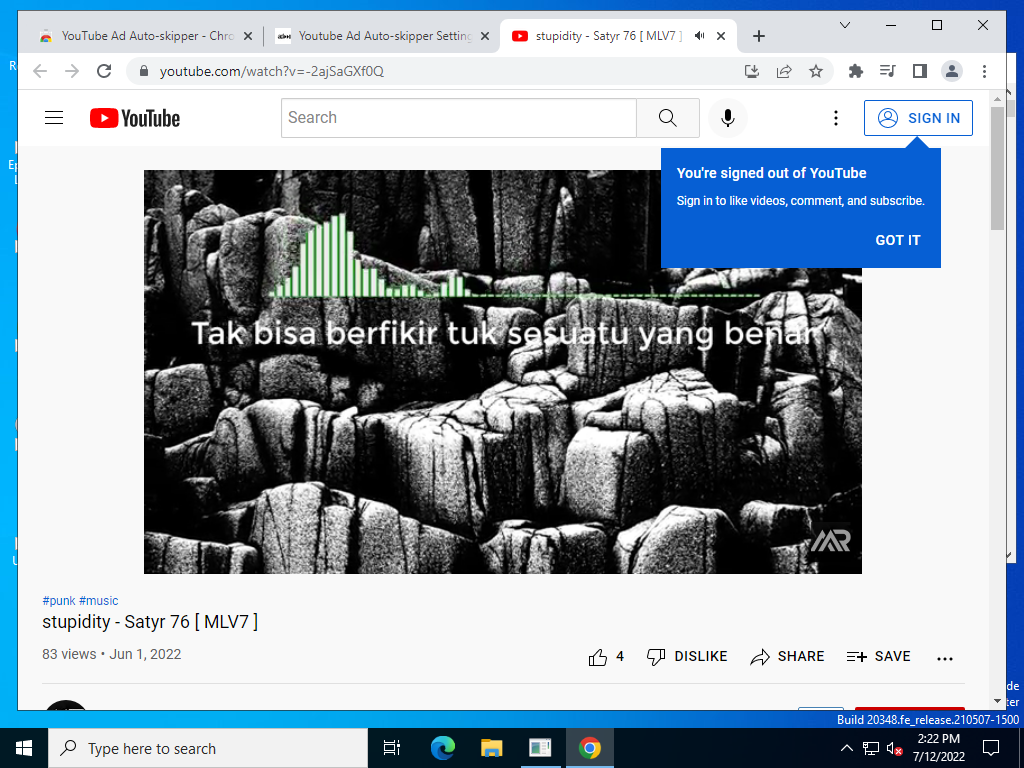 YouTube Ad Auto-skipper - Chro
Youtube Ad Auto-skipper Setting
stupidity - Satyr 76 [ MLV7 ]
youtube.com/watch?v=-2ajSaGXf0Q
YouTube
Search
SIGN IN
You're signed out of YouTube
Sign in to like videos, comment, and subscribe.
GOT IT
Tak bisa berfikir tuk sesuatu yang benar
#punk #music
stupidity - Satyr 76 [ MLV7 ]
83 views • Jun 1, 2022
4
DISLIKE
SHARE
SAVE
Build 20348.fe_release.210507-1500
Type here to search
2:22 PM
7/12/2022